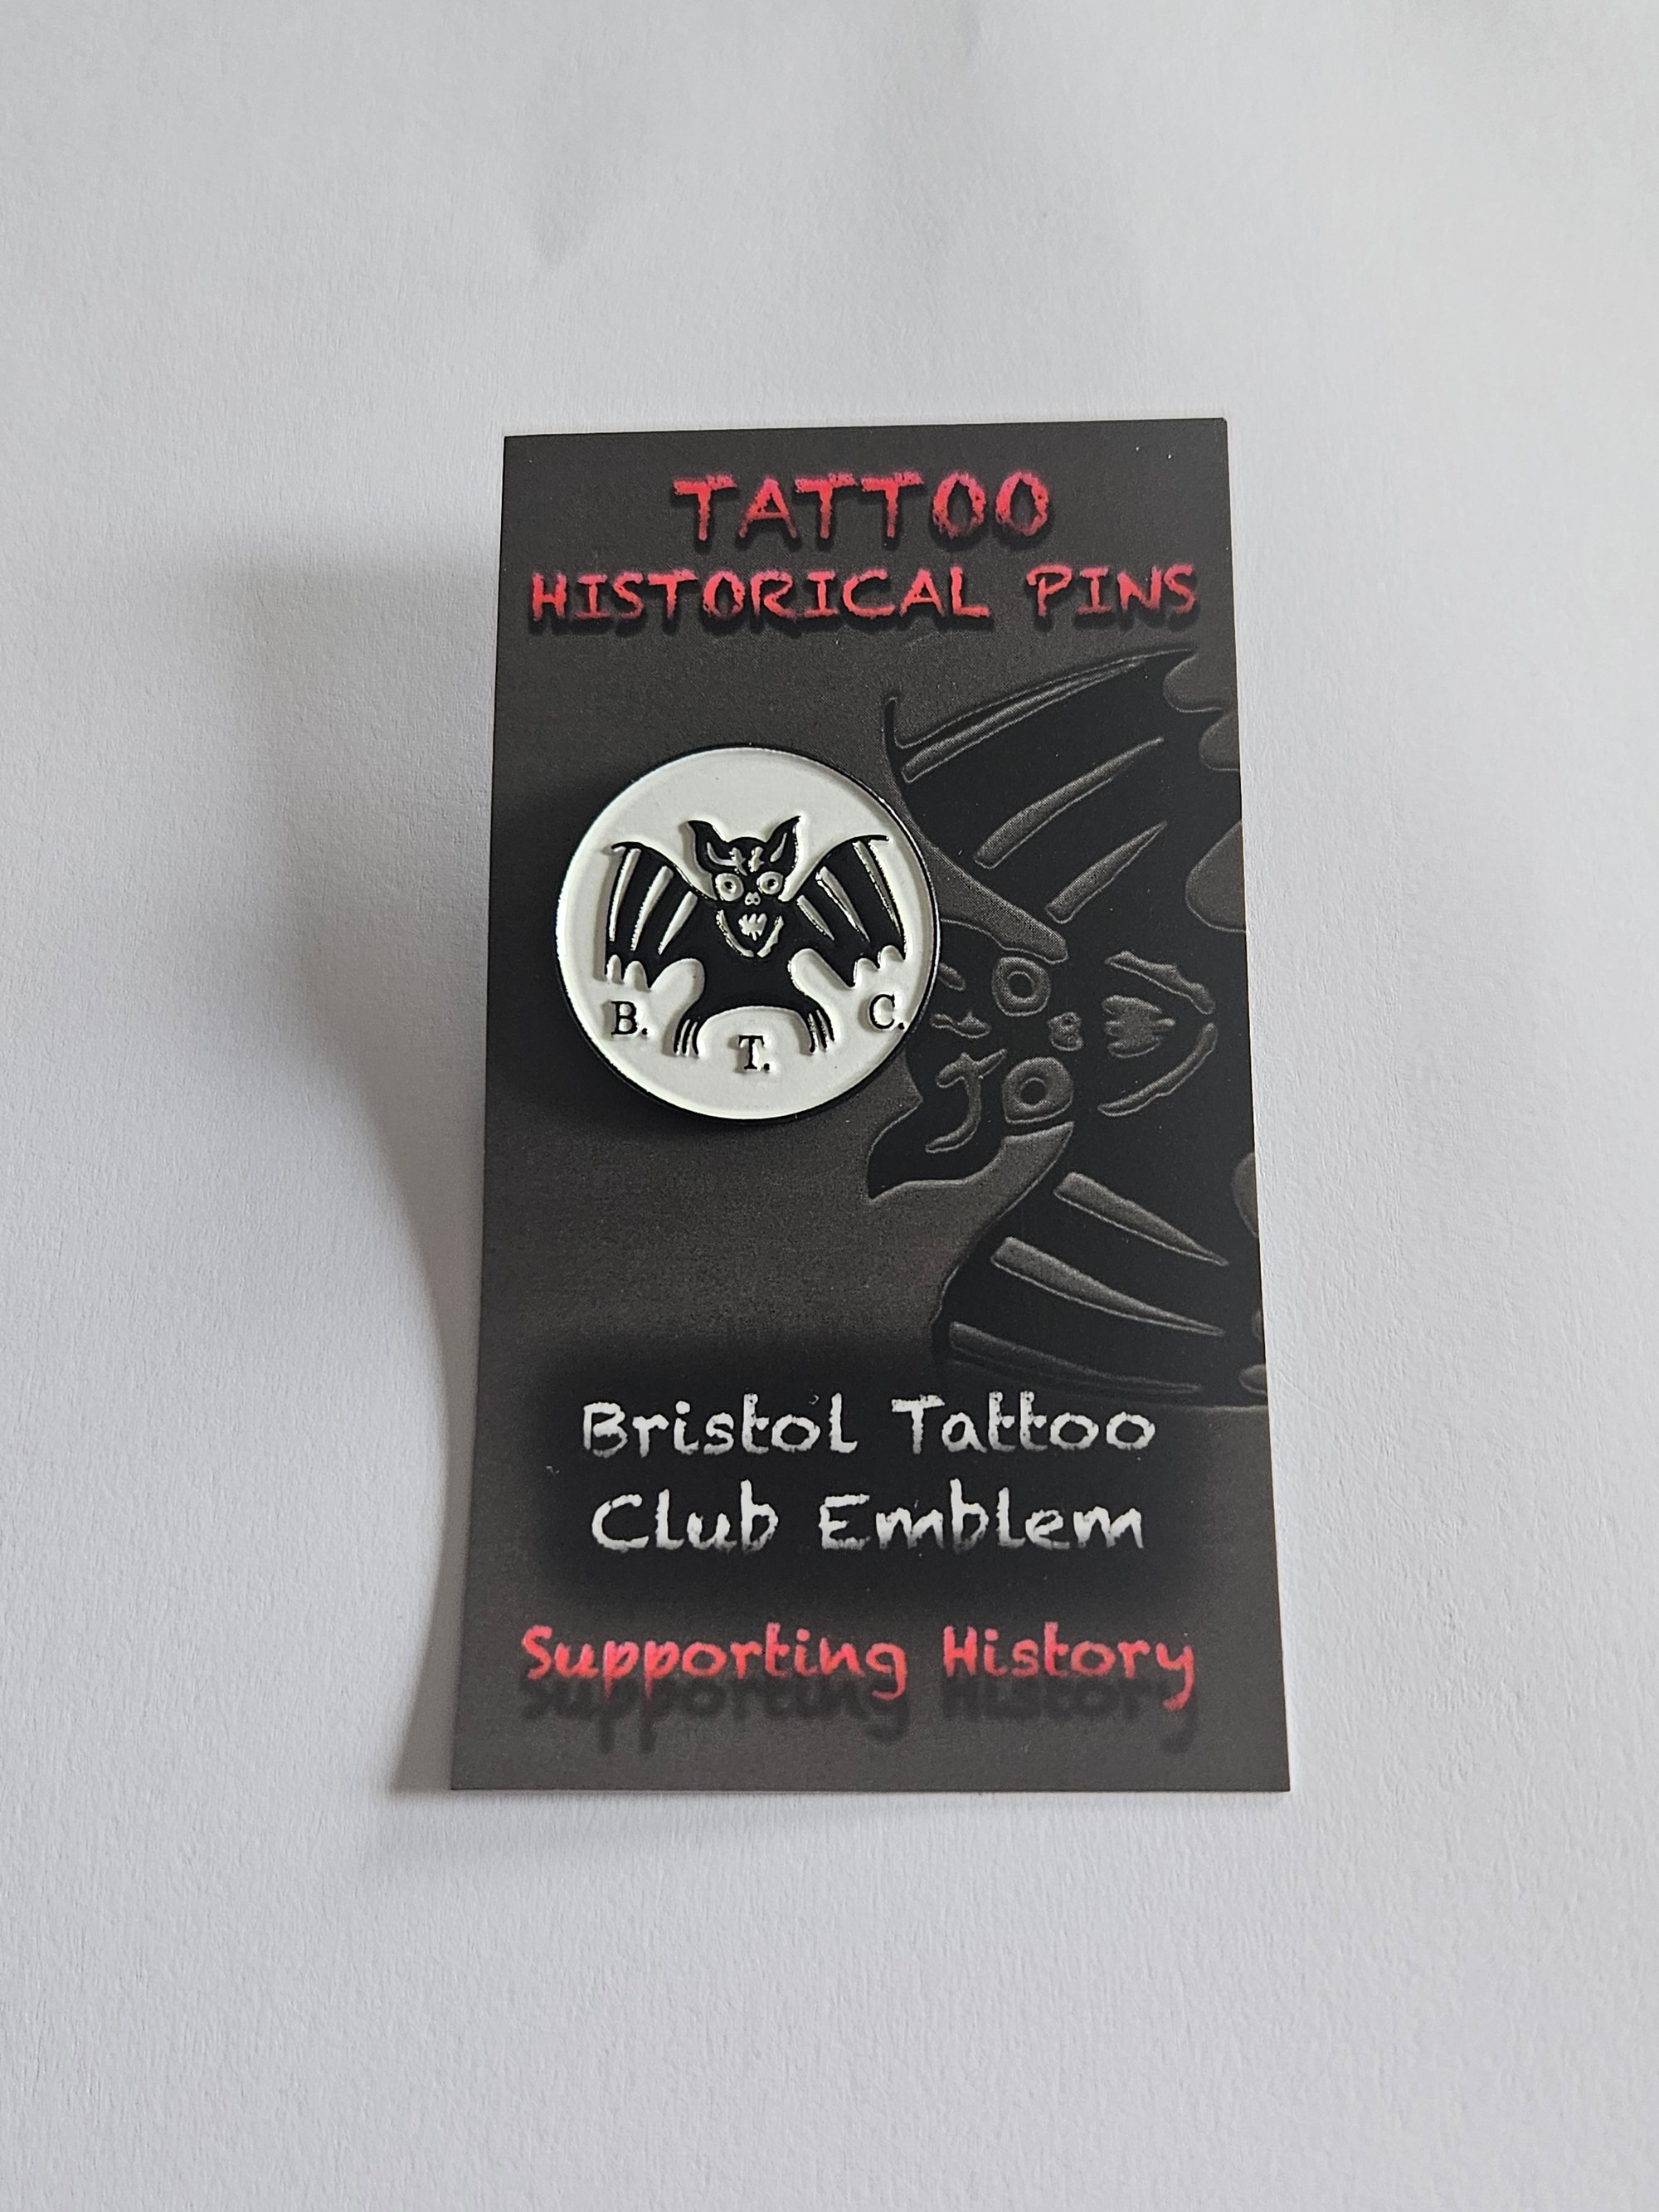 TATTOO
HISTORICAL PINS
B. T. C.
Bristol Tattoo
Club Emblem
Supporting History